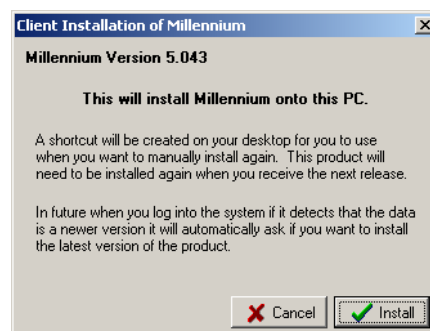 Client Installation of Millennium
Millennium Version 5.043
This will install Millennium onto this PC.
A shortcut will be created on your desktop for you to use
when you want to manually install again. This product will
need to be installed again when you receive the next release.
In future when you log into the system if it detects that the data
is a newer version it will automatically ask if you want to install
the latest version of the product.
Cancel
Install